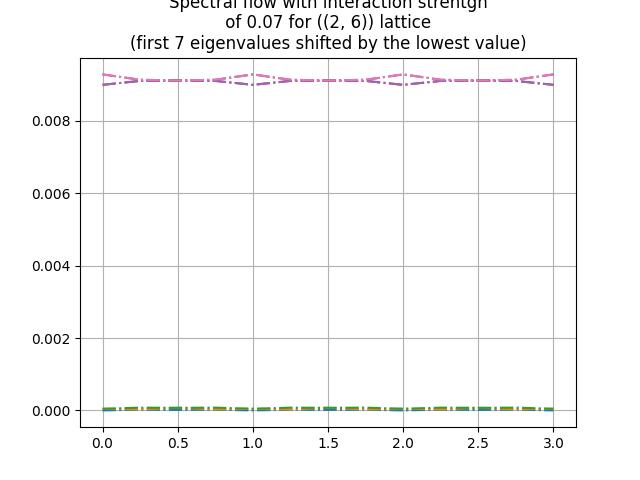 Spectral flow with interaction strentgh
of 0.07 for ((2, 6)) lattice
(first 7 eigenvalues shifted by the lowest value)
0.008
0.006
0.004
0.002
0.000
0.0 0.5 1.0 1.5 2.0 2.5 3.0